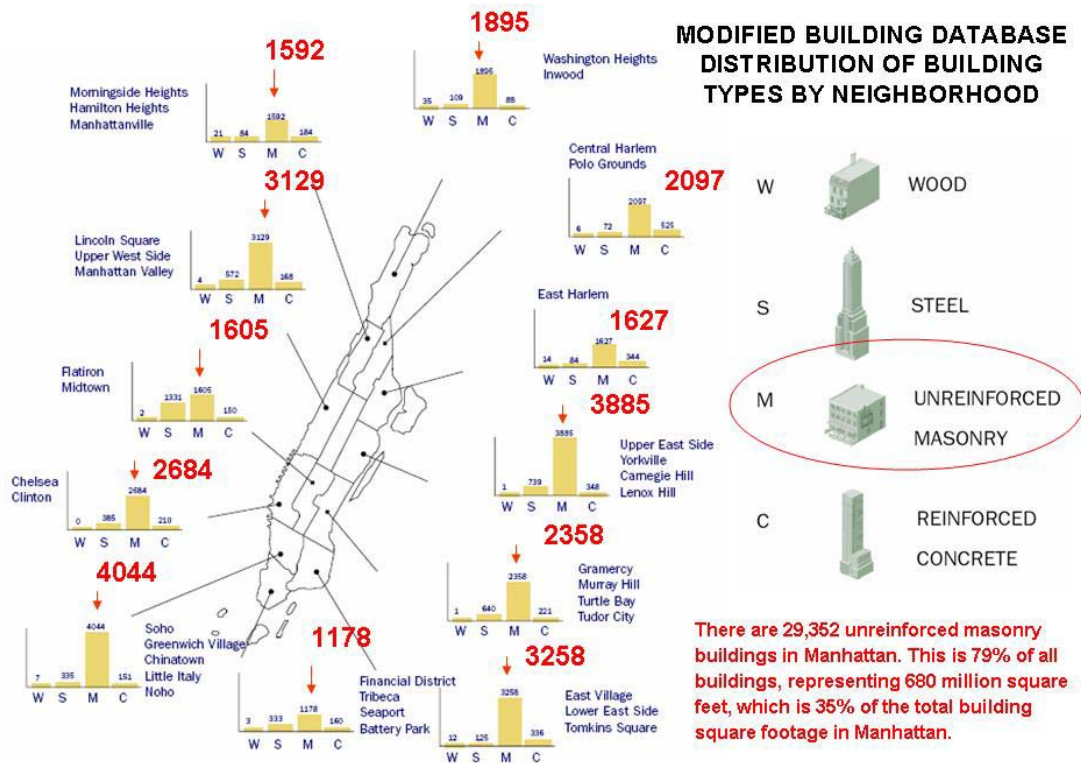 MODIFIED BUILDING DATABASE
DISTRIBUTION OF BUILDING
TYPES BY NEIGHBORHOOD
1592
Morningside Heights
Hamilton Heights
Manhattanville
21 84 1592 184
W S M C
1895
Washington Heights
Inwood
35 109 1895 88
W S M C
3129
Lincoln Square
Upper West Side
Manhattan Valley
4 572 3129 168
W S M C
Central Harlem
Polo Grounds
2097
6 72 2097 525
W S M C
1605
Flatiron
Midtown
2 1331 1605 150
W S M C
East Harlem
1627
14 84 1627 344
W S M C
2684
Chelsea
Clinton
0 385 2684 210
W S M C
3885
Upper East Side
Yorkville
Carnegie Hill
Lenox Hill
1 739 3885 348
W S M C
4044
Soho
Greenwich Village
Chinatown
Little Italy
Noho
7 335 4044 151
W S M C
2358
Gramercy
Murray Hill
Turtle Bay
Tudor City
1 640 2358 221
W S M C
1178
Financial District
Tribeca
Seaport
Battery Park
3 333 1178 160
W S M C
3258
East Village
Lower East Side
Tomkins Square
12 125 3258 336
W S M C
W WOOD
S STEEL
M UNREINFORCED
MASONRY
C REINFORCED
CONCRETE
There are 29,352 unreinforced masonry
buildings in Manhattan. This is 79% of all
buildings, representing 680 million square
feet, which is 35% of the total building
square footage in Manhattan.